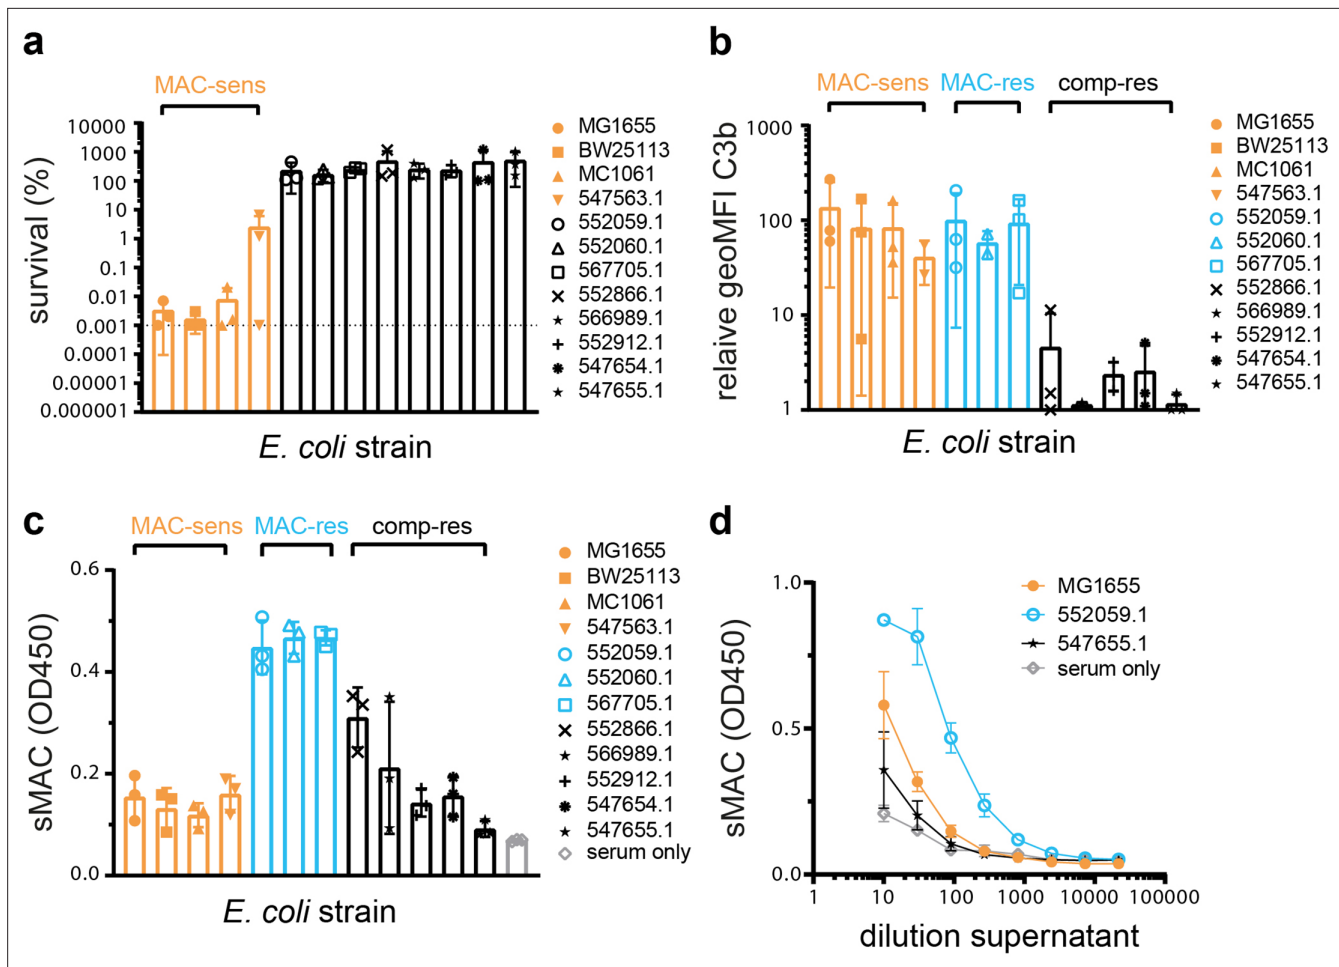 a
MAC-sens
survival (%)
10000
1000
100
10
1
0.1
0.01
0.001
0.0001
0.00001
0.000001
E. coli strain
MG1655
BW25113
MC1061
547563.1
552059.1
552060.1
567705.1
552866.1
566989.1
552912.1
547654.1
547655.1
b
MAC-sens MAC-res comp-res
relaive geoMFI C3b
1000
100
10
1
E. coli strain
MG1655
BW25113
MC1061
547563.1
552059.1
552060.1
567705.1
552866.1
566989.1
552912.1
547654.1
547655.1
c
MAC-sens MAC-res comp-res
sMAC (OD450)
0.6
0.4
0.2
0.0
E. coli strain
MG1655
BW25113
MC1061
547563.1
552059.1
552060.1
567705.1
552866.1
566989.1
552912.1
547654.1
547655.1
serum only
d
sMAC (OD450)
1.0
0.5
0.0
1 10 100 1000 10000 100000
dilution supernatant
MG1655
552059.1
547655.1
serum only